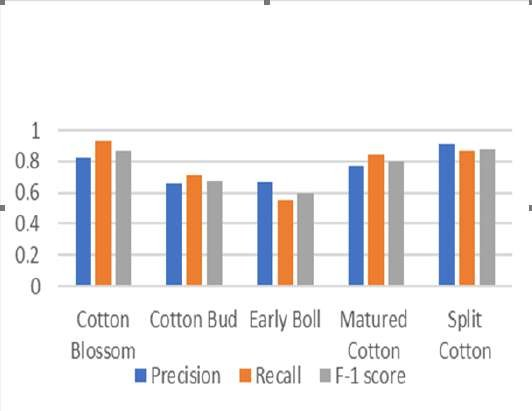 1
0.8
0.6
0.4
0.2
0
Cotton Blossom
Cotton Bud
Early Boll
Matured Cotton
Split Cotton
Precision Recall F-1 score